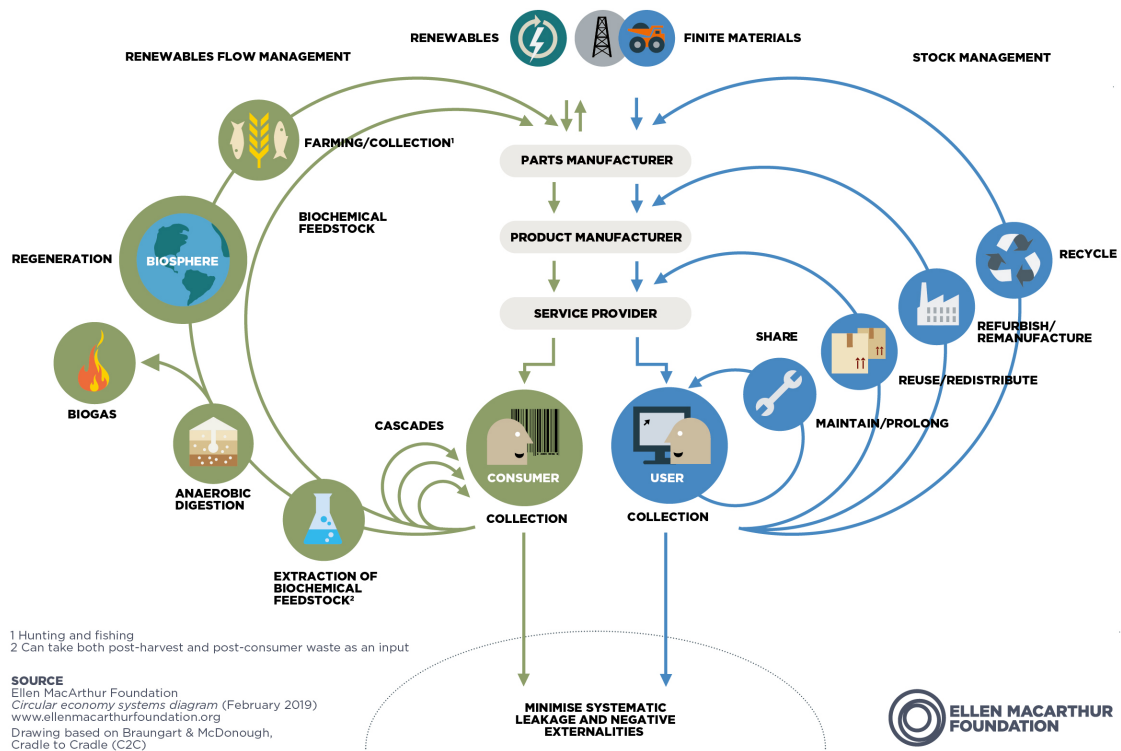 RENEWABLES
FINITE MATERIALS
RENEWABLES FLOW MANAGEMENT
STOCK MANAGEMENT
FARMING/COLLECTION¹
PARTS MANUFACTURER
BIOCHEMICAL
FEEDSTOCK
PRODUCT MANUFACTURER
REGENERATION
BIOSPHERE
RECYCLE
SERVICE PROVIDER
SHARE
REFURBISH/
REMANUFACTURE
REUSE/REDISTRIBUTE
BIOGAS
CASCADES
MAINTAIN/PROLONG
CONSUMER
USER
ANAEROBIC
DIGESTION
COLLECTION
COLLECTION
EXTRACTION OF
BIOCHEMICAL
FEEDSTOCK²
1 Hunting and fishing
2 Can take both post-harvest and post-consumer waste as an input
SOURCE
Ellen MacArthur Foundation
Circular economy systems diagram (February 2019)
www.ellenmacarthurfoundation.org
Drawing based on Braungart & McDonough,
Cradle to Cradle (C2C)
MINIMISE SYSTEMATIC
LEAKAGE AND NEGATIVE
EXTERNALITIES
ELLEN MACARTHUR
FOUNDATION